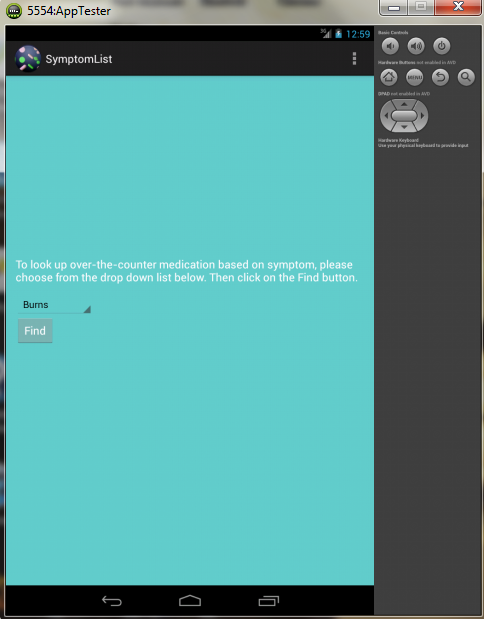 5554:AppTester
3G 12:59
SymptomList
To look up over-the-counter medication based on symptom, please
choose from the drop down list below. Then click on the Find button.
Burns
Find
Basic Controls
Hardware Buttons not enabled in AVD
MENU
DPAD not enabled in AVD
Hardware Keyboard
Use your physical keyboard to provide input